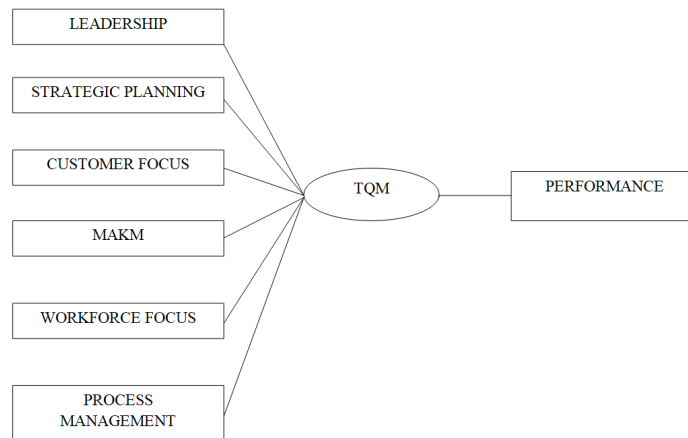 LEADERSHIP
STRATEGIC PLANNING
CUSTOMER FOCUS
TQM
PERFORMANCE
MAKM
WORKFORCE FOCUS
PROCESS
MANAGEMENT